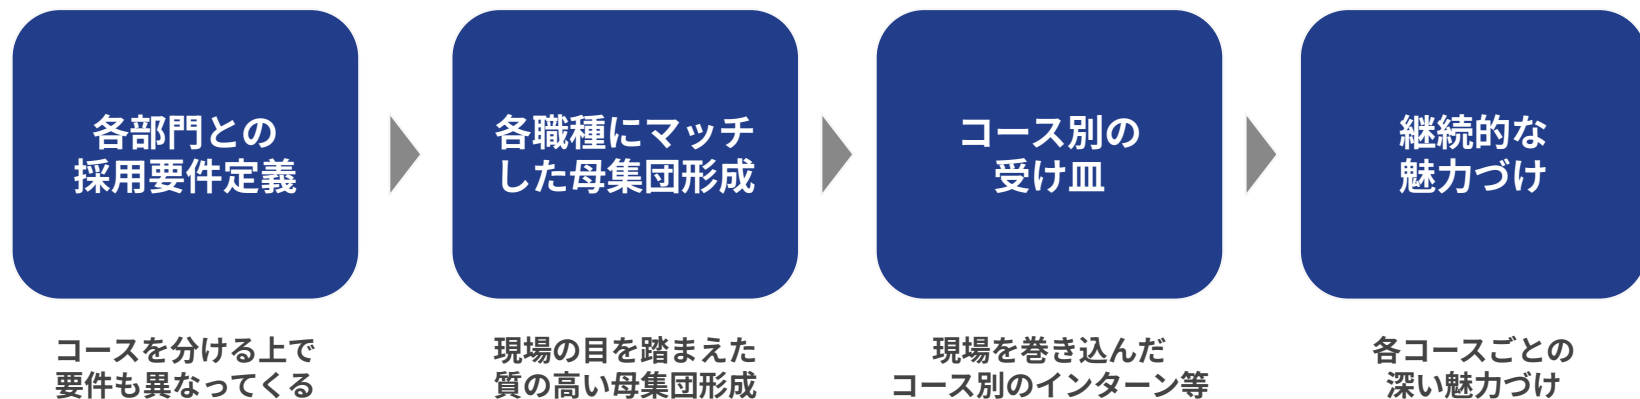 各部門との
採用要件定義
各職種にマッチ
した母集団形成
コース別の
受け皿
継続的な
魅力づけ
コースを分ける上で
要件も異なってくる
現場の目を踏まえた
質の高い母集団形成
現場を巻き込んだ
コース別のインターン等
各コースごとの
深い魅力づけ